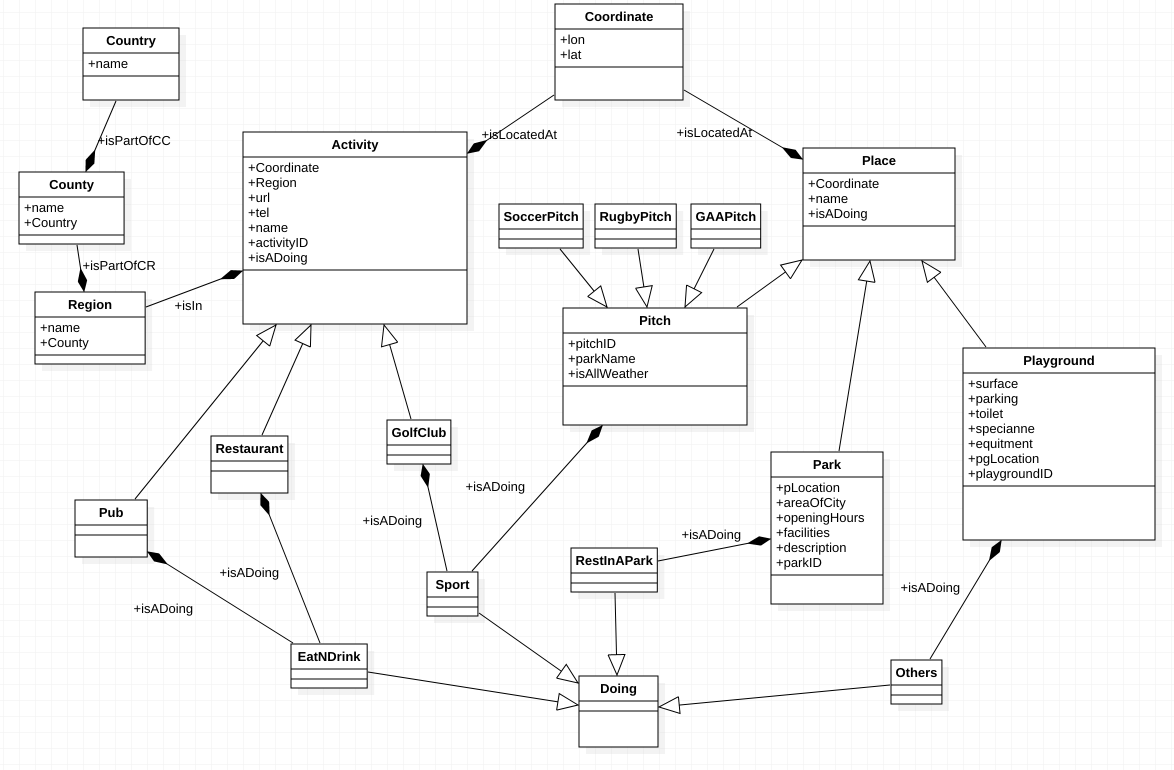 Coordinate
+lon
+lat
Country
+name
+isPartOfCC
+isLocatedAt
+isLocatedAt
Activity
+Coordinate
+Region
+url
+tel
+name
+activityID
+isADoing
Place
+Coordinate
+name
+isADoing
County
+name
+Country
SoccerPitch
RugbyPitch
GAAPitch
+isPartOfCR
+isIn
Region
+name
+County
Pitch
+pitchID
+parkName
+isAllWeather
Playground
+surface
+parking
+toilet
+specianne
+equitment
+pgLocation
+playgroundID
GolfClub
Restaurant
Park
+pLocation
+areaOfCity
+openingHours
+facilities
+description
+parkID
+isADoing
Pub
+isADoing
+isADoing
RestInAPark
+isADoing
Sport
+isADoing
+isADoing
EatNDrink
Others
Doing